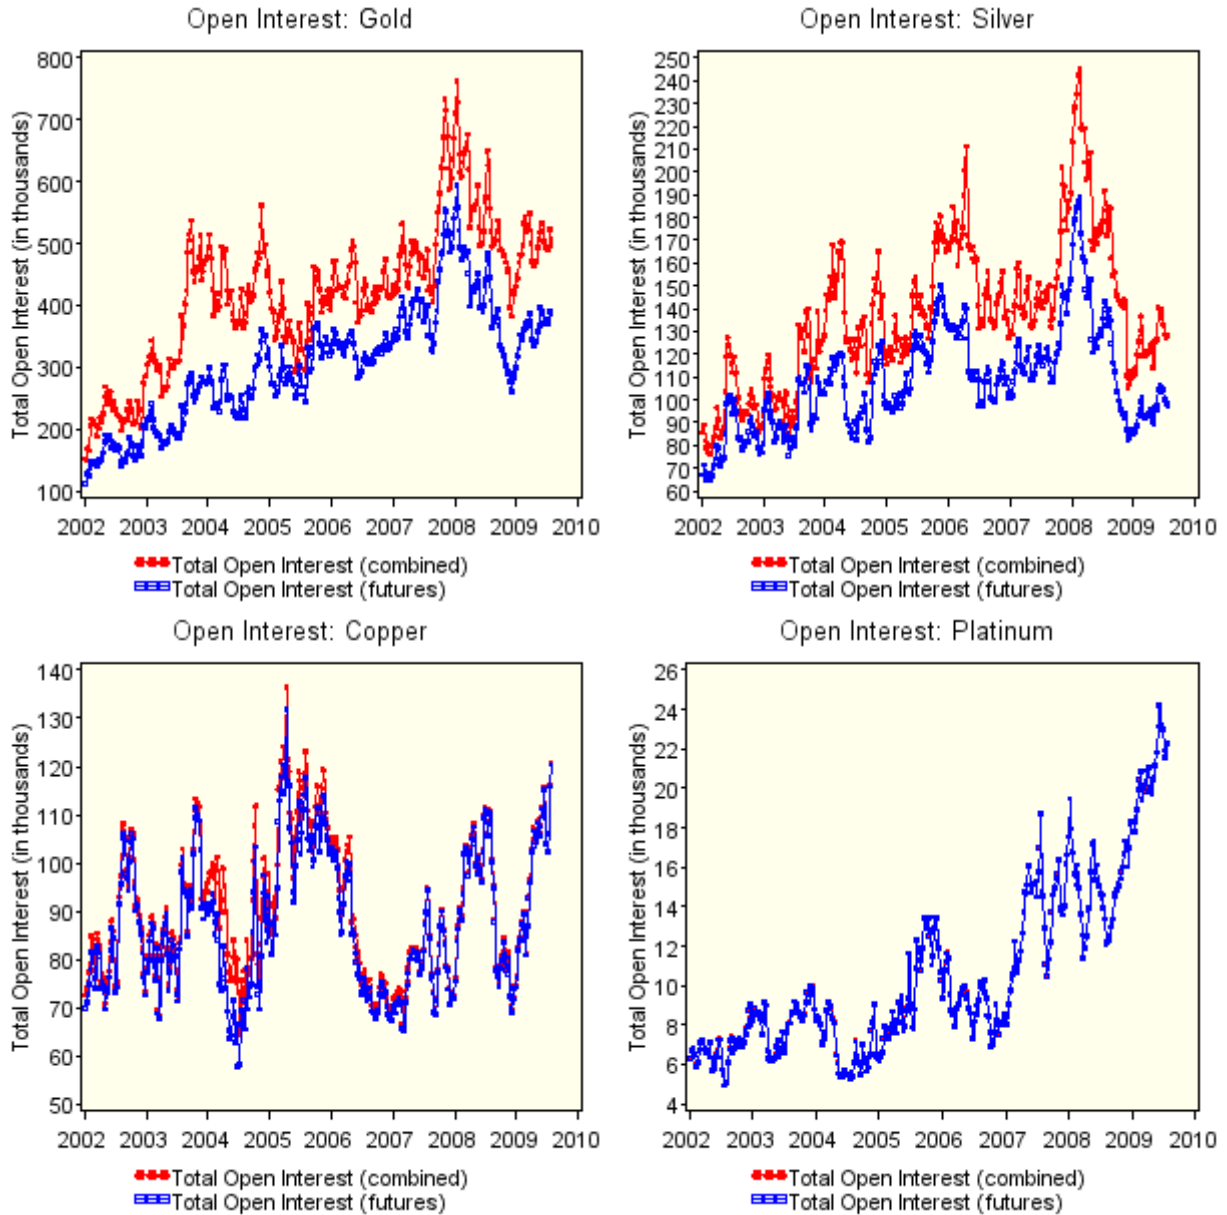 Open Interest: Gold
Total Open Interest (in thousands)
800
700
600
500
400
300
200
100
2002 2003 2004 2005 2006 2007 2008 2009 2010
Total Open Interest (combined)
Total Open Interest (futures)
Open Interest: Silver
Total Open Interest (in thousands)
250
240
230
220
210
200
190
180
170
160
150
140
130
120
110
100
90
80
70
60
2002 2003 2004 2005 2006 2007 2008 2009 2010
Total Open Interest (combined)
Total Open Interest (futures)
Open Interest: Copper
Total Open Interest (in thousands)
140
130
120
110
100
90
80
70
60
50
2002 2003 2004 2005 2006 2007 2008 2009 2010
Total Open Interest (combined)
Total Open Interest (futures)
Open Interest: Platinum
Total Open Interest (in thousands)
26
24
22
20
18
16
14
12
10
8
6
4
2002 2003 2004 2005 2006 2007 2008 2009 2010
Total Open Interest (combined)
Total Open Interest (futures)